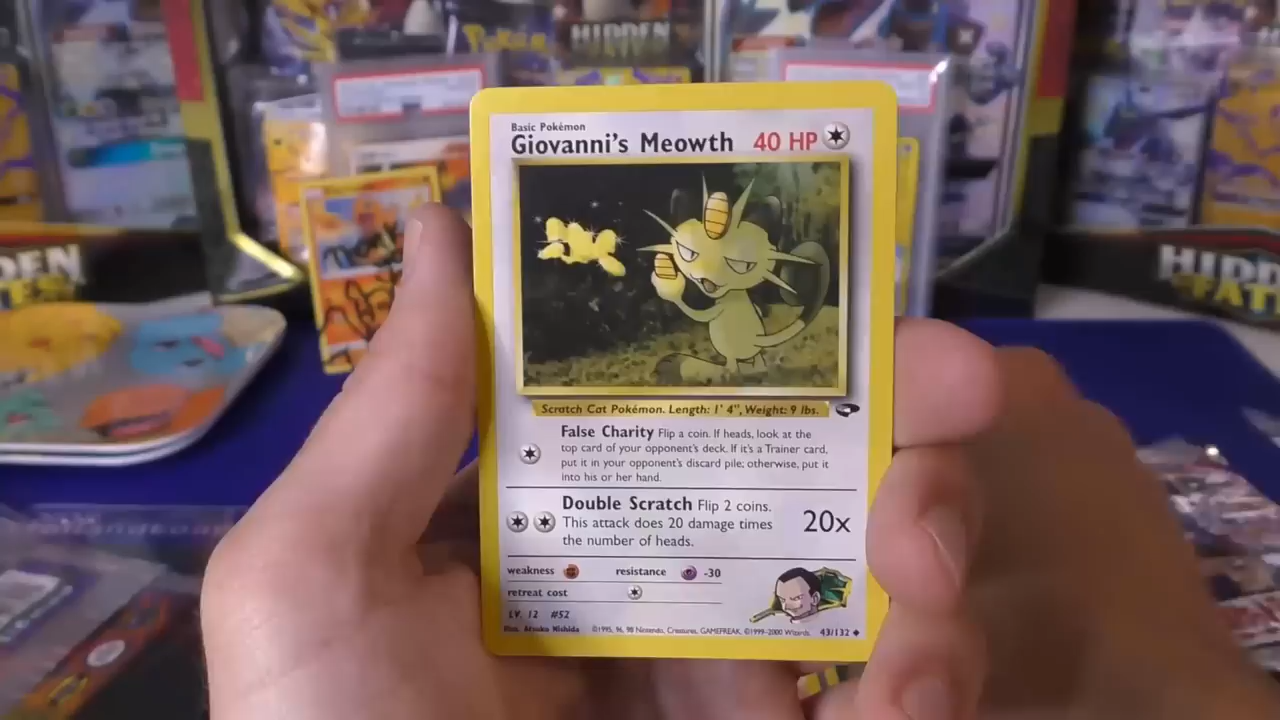 Pokémon
HIDDEN
Basic Pokémon
Giovanni's Meowth 40 HP
Scratch Cat Pokémon. Length: 1' 4", Weight: 9 lbs.
False Charity Flip a coin. If heads, look at the
top card of your opponent's deck. If it's a Trainer card,
put it in your opponent's discard pile; otherwise, put it
into his or her hand.
Double Scratch Flip 2 coins.
This attack does 20 damage times
the number of heads.
20x
weakness resistance -30
retreat cost
LV. 12 #52
Illus. Atsuko Nishida ©1995, 96, 98 Nintendo, Creatures, GAMEFREAK. ©1999-2000 Wizards. 43/132